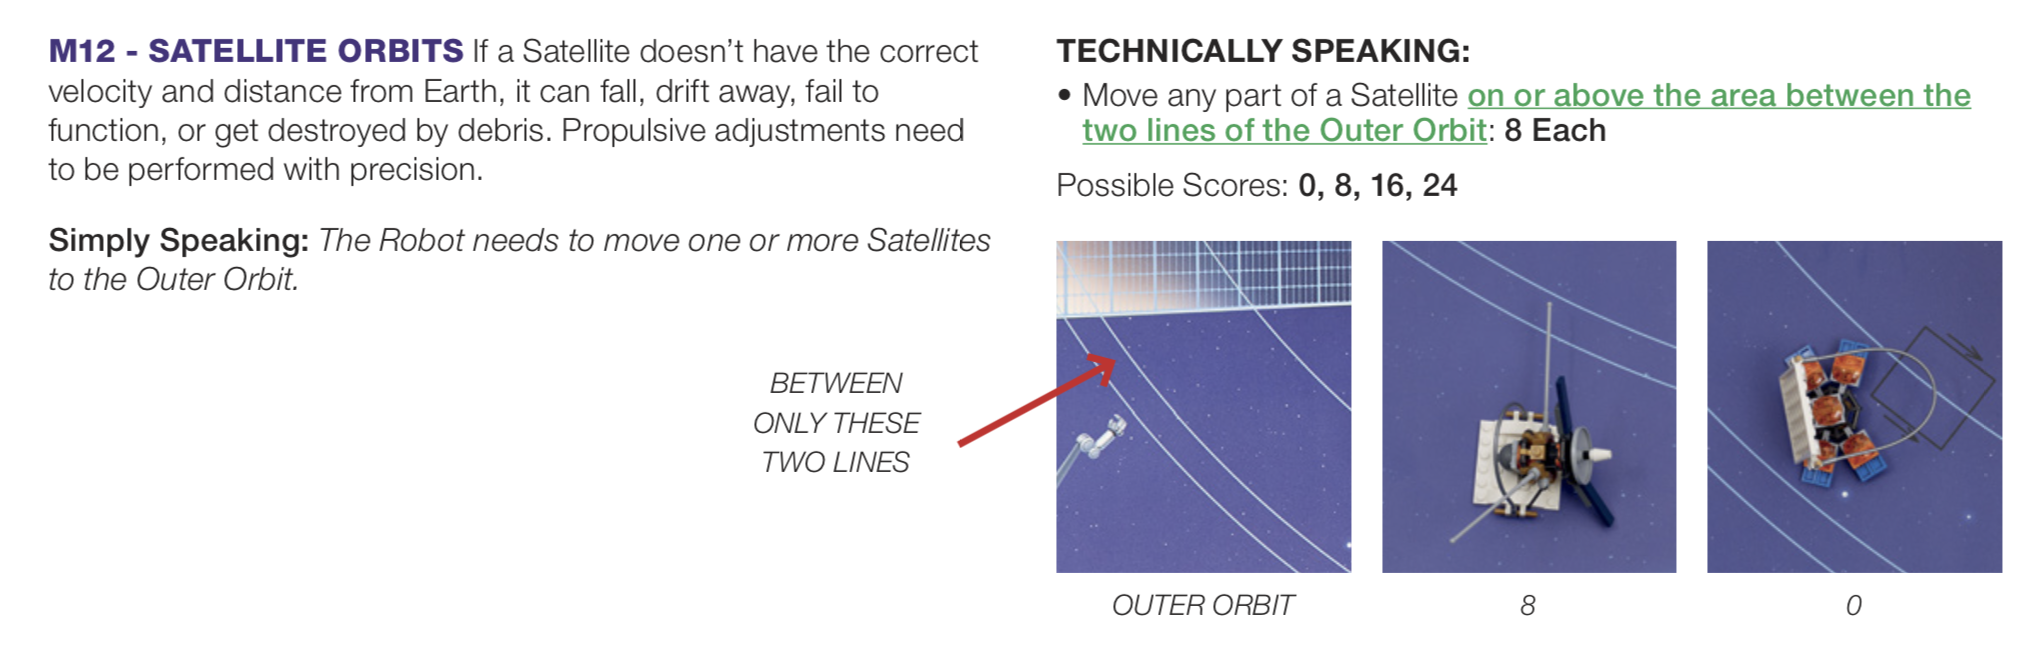 M12 - SATELLITE ORBITS If a Satellite doesn’t have the correct
velocity and distance from Earth, it can fall, drift away, fail to
function, or get destroyed by debris. Propulsive adjustments need
to be performed with precision.
Simply Speaking: The Robot needs to move one or more Satellites
to the Outer Orbit.
BETWEEN
ONLY THESE
TWO LINES
TECHNICALLY SPEAKING:
• Move any part of a Satellite on or above the area between the
two lines of the Outer Orbit: 8 Each
Possible Scores: 0, 8, 16, 24
OUTER ORBIT
8
0